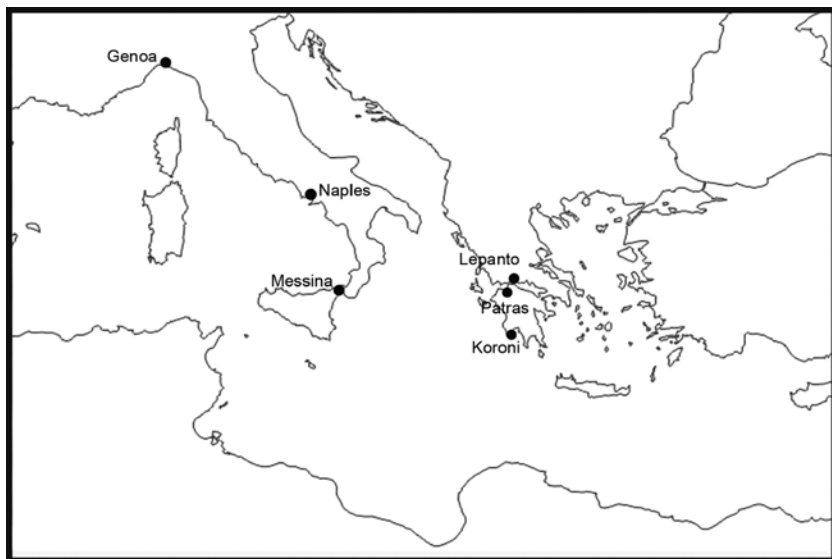 Genoa
Naples
Lepanto
Messina
Patras
Koroni